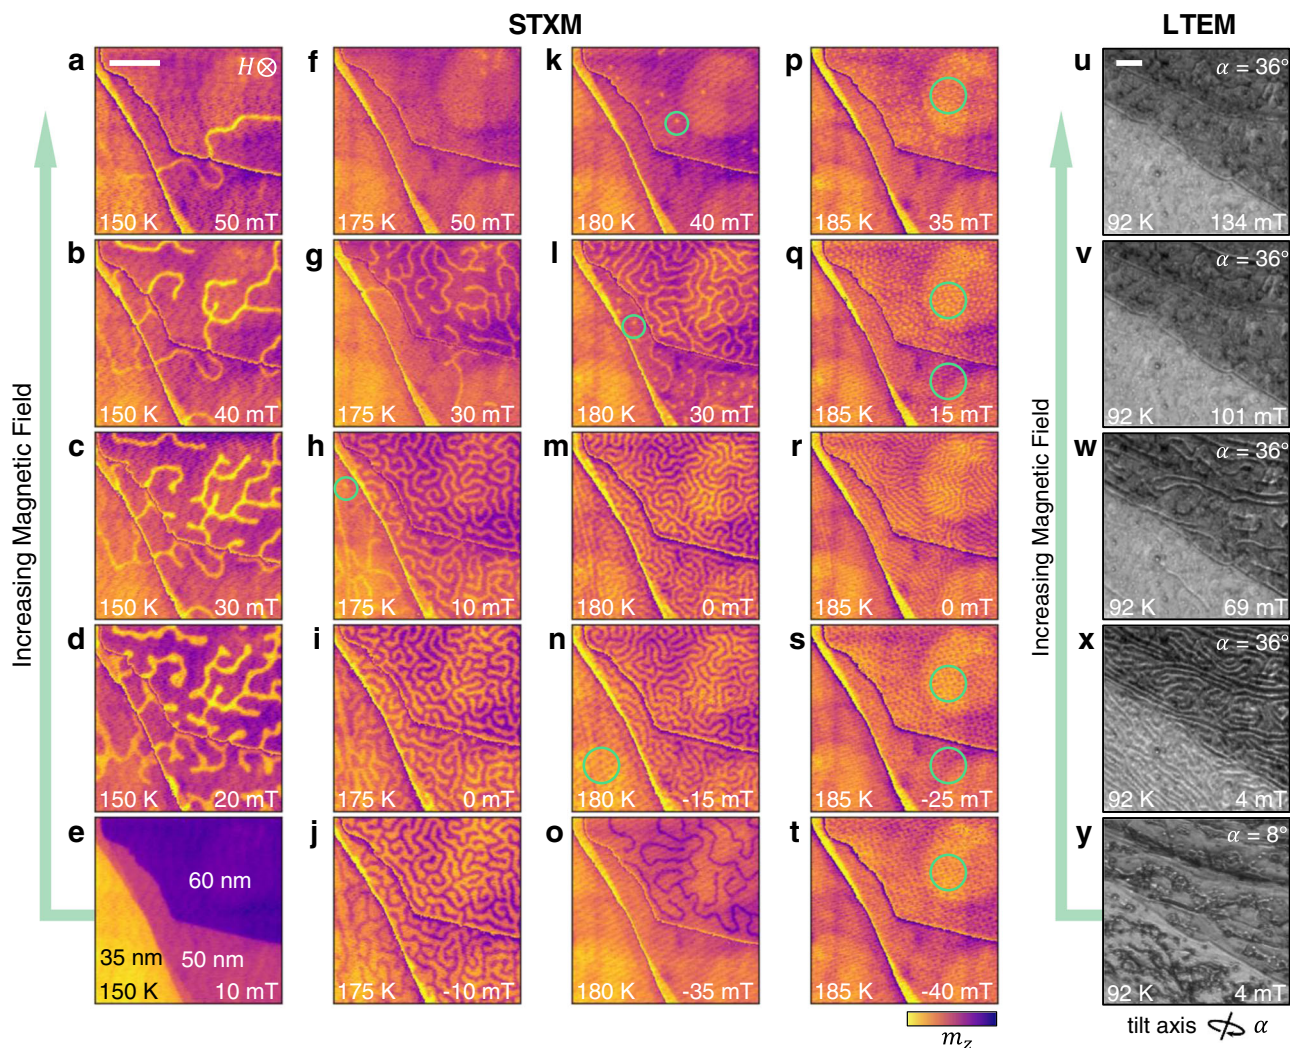 STXM
LTEM
a
H⊗
150 K
50 mT
f
175 K
50 mT
k
180 K
40 mT
p
185 K
35 mT
u
α = 36°
92 K
134 mT
b
150 K
40 mT
g
175 K
30 mT
l
180 K
30 mT
q
185 K
15 mT
v
α = 36°
92 K
101 mT
c
150 K
30 mT
h
175 K
10 mT
m
180 K
0 mT
r
185 K
0 mT
w
α = 36°
92 K
69 mT
d
150 K
20 mT
i
175 K
0 mT
n
180 K
-15 mT
s
185 K
-25 mT
x
α = 36°
92 K
4 mT
e
60 nm
35 nm
50 nm
150 K
10 mT
j
175 K
-10 mT
o
180 K
-35 mT
t
185 K
-40 mT
y
α = 8°
92 K
4 mT
Increasing Magnetic Field
Increasing Magnetic Field
m_z
tilt axis α